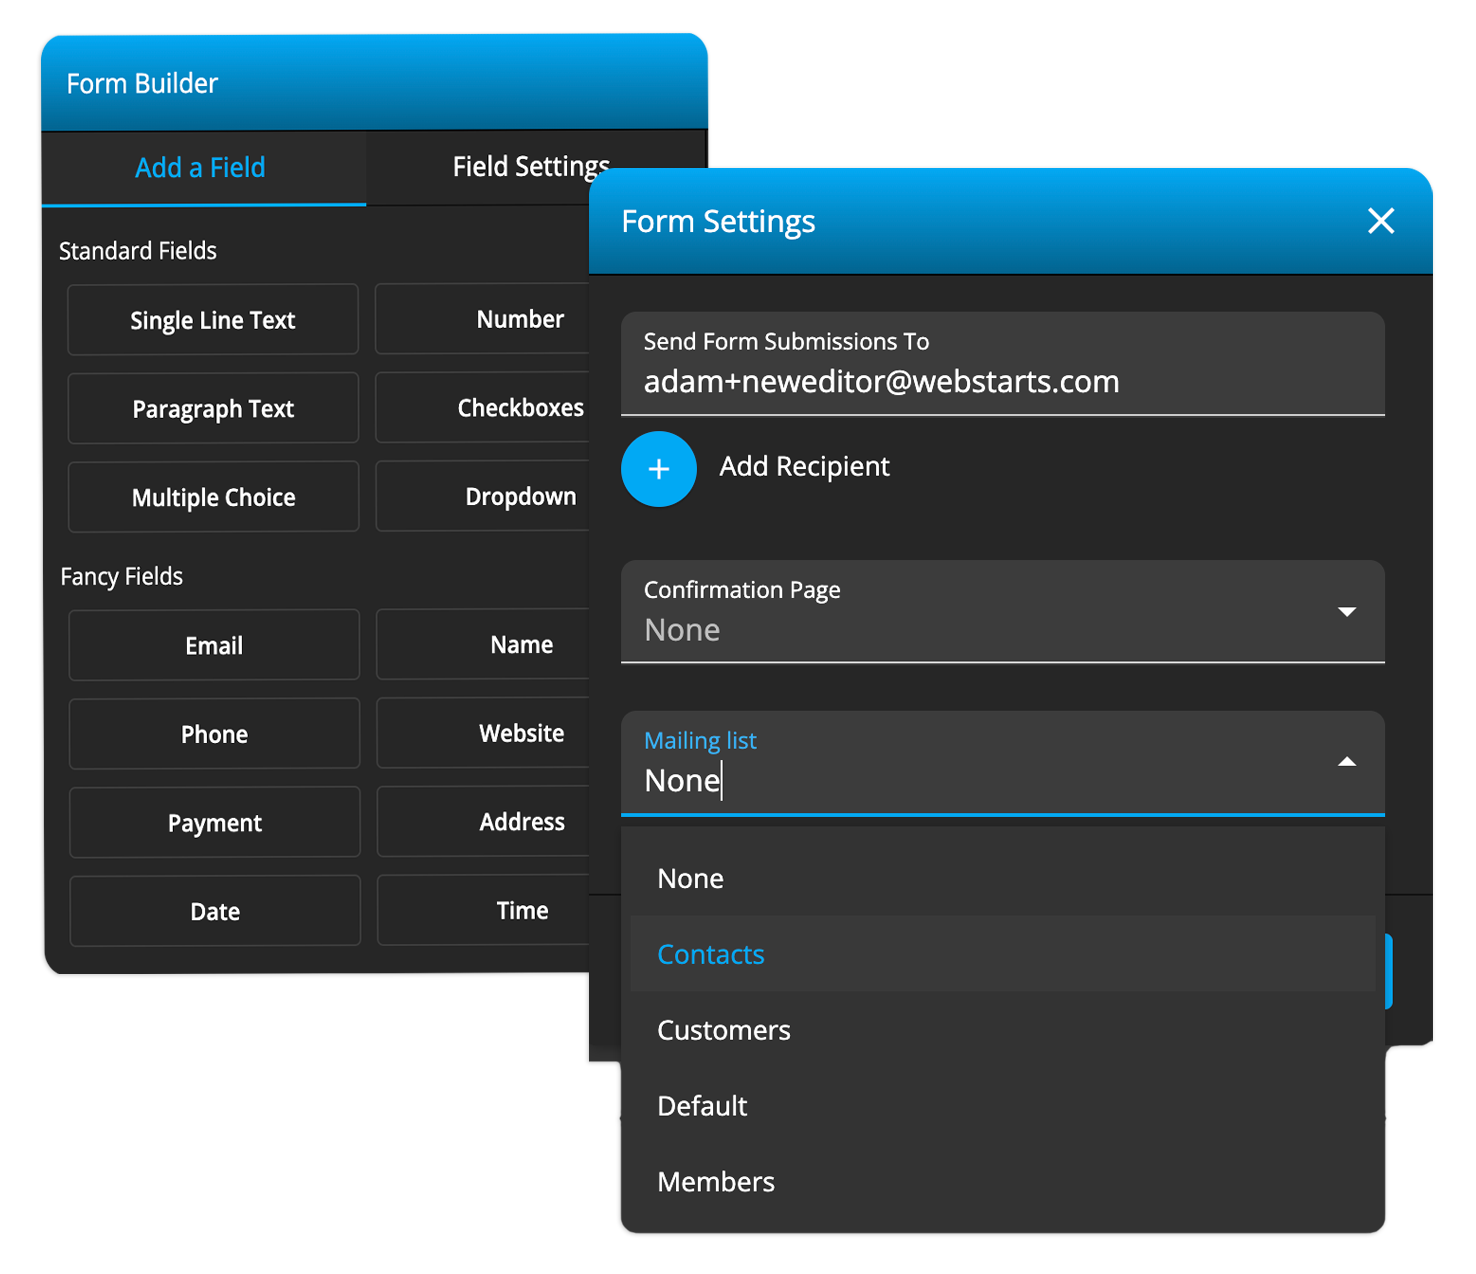 Form Builder
Add a Field
Field Settings
Standard Fields
Single Line Text
Number
Paragraph Text
Checkboxes
Multiple Choice
Dropdown
Fancy Fields
Email
Name
Phone
Website
Payment
Address
Date
Time
Form Settings
Send Form Submissions To
adam+neweditor@webstarts.com
+
Add Recipient
Confirmation Page
None
Mailing list
None
None
Contacts
Customers
Default
Members